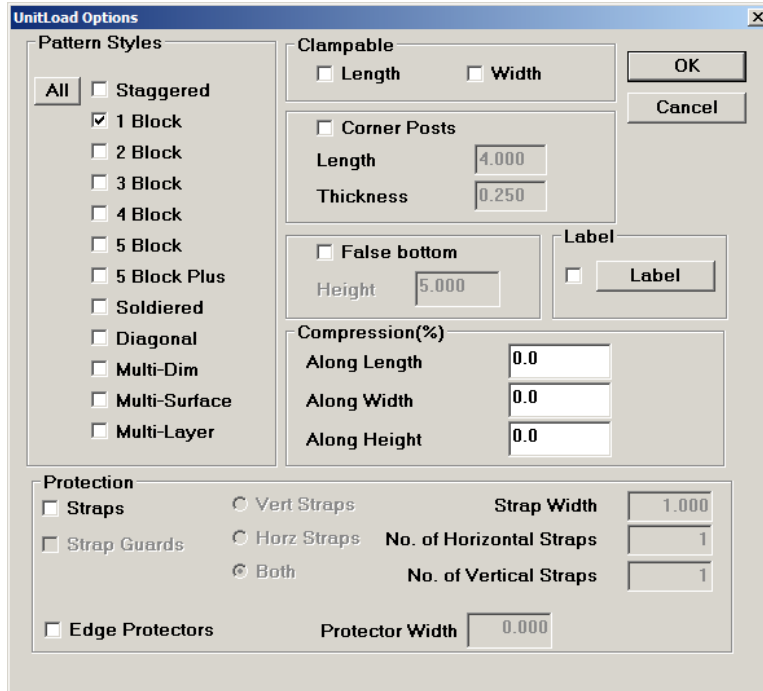 UnitLoad Options
Pattern Styles
All
Staggered
1 Block
2 Block
3 Block
4 Block
5 Block
5 Block Plus
Soldiered
Diagonal
Multi-Dim
Multi-Surface
Multi-Layer
Clampable
Length Width
OK
Cancel
Corner Posts
Length 4.000
Thickness 0.250
False bottom
Height 5.000
Label
Label
Compression(%)
Along Length 0.0
Along Width 0.0
Along Height 0.0
Protection
Straps Vert Straps Strap Width 1.000
Strap Guards Horz Straps No. of Horizontal Straps 1
Both No. of Vertical Straps 1
Edge Protectors Protector Width 0.000